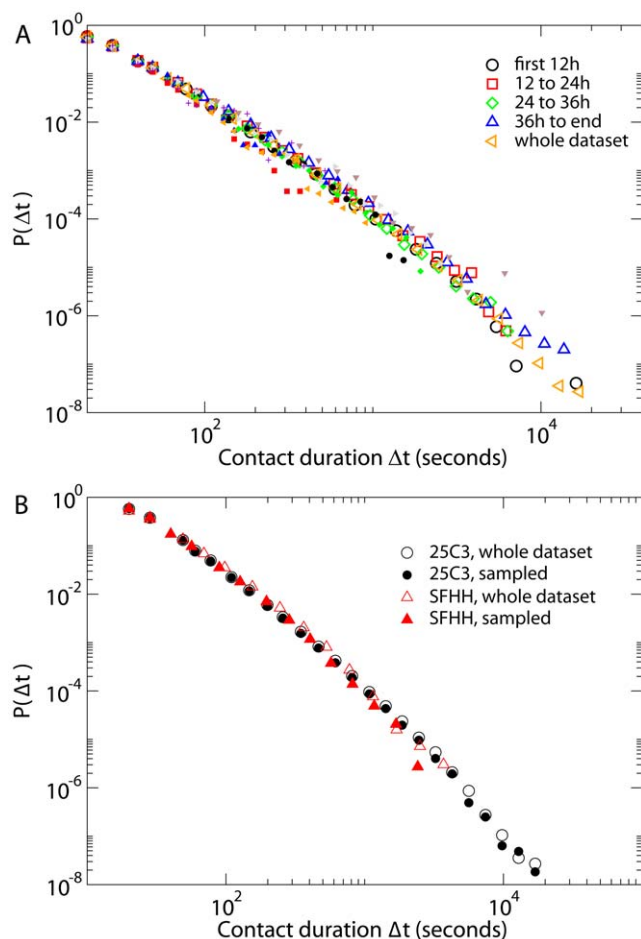 A
10^0
10^-2
10^-4
10^-6
10^-8
P(Δt)
first 12h
12 to 24h
24 to 36h
36h to end
whole dataset
10^2
10^4
Contact duration Δt (seconds)
B
10^0
10^-2
10^-4
10^-6
10^-8
P(Δt)
25C3, whole dataset
25C3, sampled
SFHH, whole dataset
SFHH, sampled
10^2
10^4
Contact duration Δt (seconds)